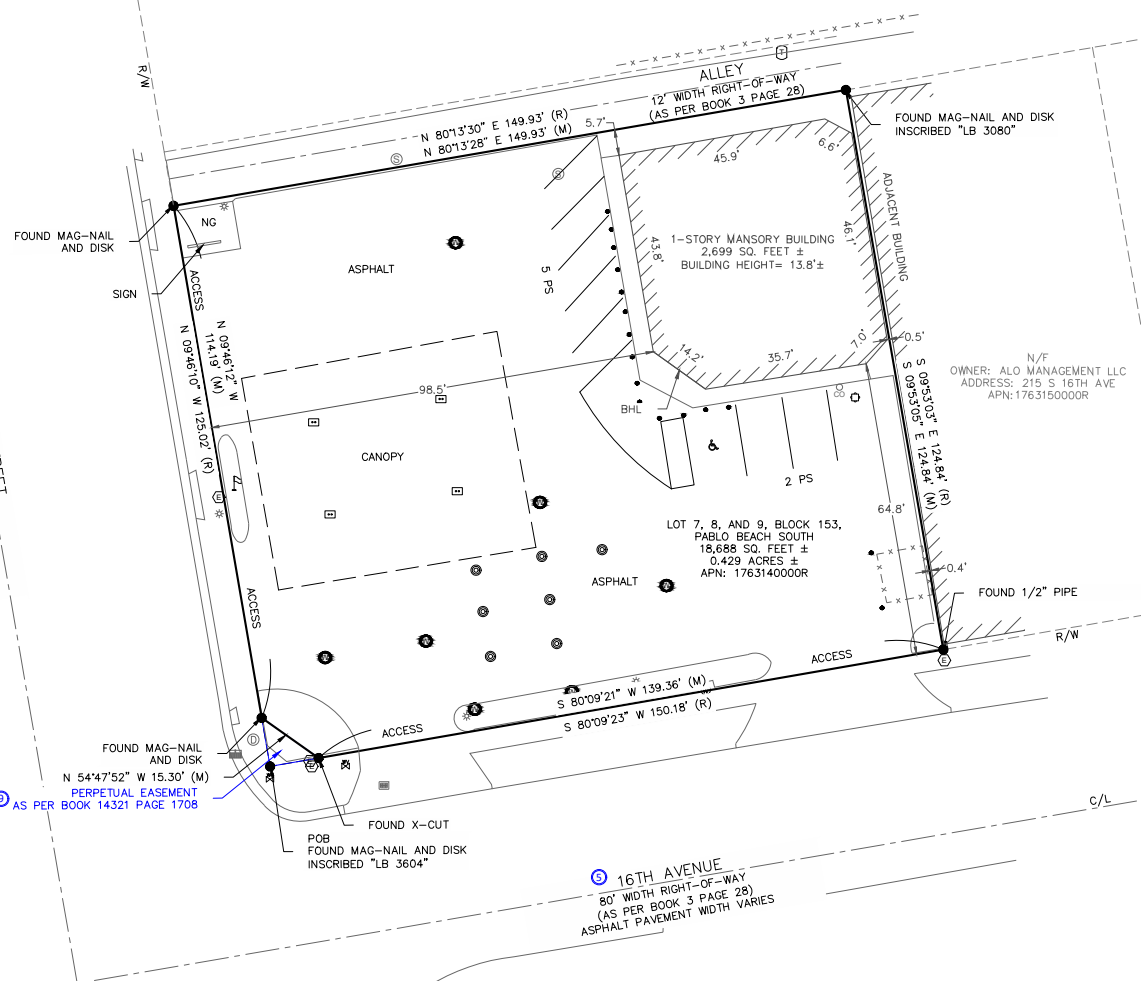 R/W
ALLEY
12' WIDTH RIGHT-OF-WAY
(AS PER BOOK 3 PAGE 28)
T
N 80°13'30" E 149.93' (R)
N 80°13'28" E 149.93' (M)
5.7'
FOUND MAG-NAIL AND DISK
INSCRIBED "LB 3080"
S
S
45.9'
6.6'
ADJACENT BUILDING
NG
FOUND MAG-NAIL
AND DISK
SIGN
ACCESS
ASPHALT
5 PS
43.8'
1-STORY MANSORY BUILDING
2,699 SQ. FEET ±
BUILDING HEIGHT= 13.8'±
46.1'
N 09°46'12" W
114.19' (M)
N 09°46'10" W 125.02' (R)
98.5'
14.2'
35.7'
7.0'
0.5'
S 09°53'03" E 124.84' (R)
S 09°53'05" E 124.84' (M)
N/F
OWNER: ALO MANAGEMENT LLC
ADDRESS: 215 S 16TH AVE
APN:1763150000R
BHL
CANOPY
E
2 PS
64.8'
LOT 7, 8, AND 9, BLOCK 153,
PABLO BEACH SOUTH
18,688 SQ. FEET ±
0.429 ACRES ±
APN: 1763140000R
ASPHALT
0.4'
FOUND 1/2" PIPE
ACCESS
R/W
ACCESS
E
S 80°09'21" W 139.36' (M)
S 80°09'23" W 150.18' (R)
ACCESS
D
FOUND MAG-NAIL
AND DISK
N 54°47'52" W 15.30' (M)
PERPETUAL EASEMENT
AS PER BOOK 14321 PAGE 1708
FOUND X-CUT
POB
FOUND MAG-NAIL AND DISK
INSCRIBED "LB 3604"
C/L
5 16TH AVENUE
80' WIDTH RIGHT-OF-WAY
(AS PER BOOK 3 PAGE 28)
ASPHALT PAVEMENT WIDTH VARIES